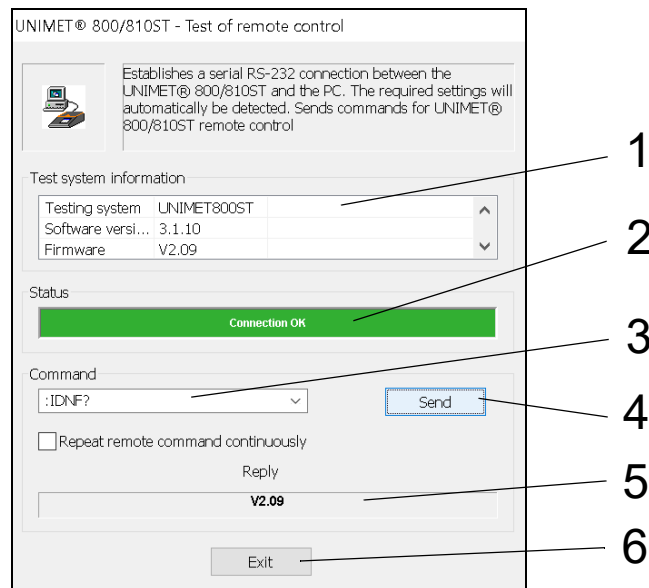 UNIMET® 800/810ST - Test of remote control
Establishes a serial RS-232 connection between the
UNIMET® 800/810ST and the PC. The required settings will
automatically be detected. Sends commands for UNIMET®
800/810ST remote control
1
Test system information
Testing system UNIMET800ST
Software versi... 3.1.10
Firmware V2.09
2
Status
Connection OK
3
Command
:IDNF?
Send
4
Repeat remote command continuously
Reply
5
V2.09
6
Exit